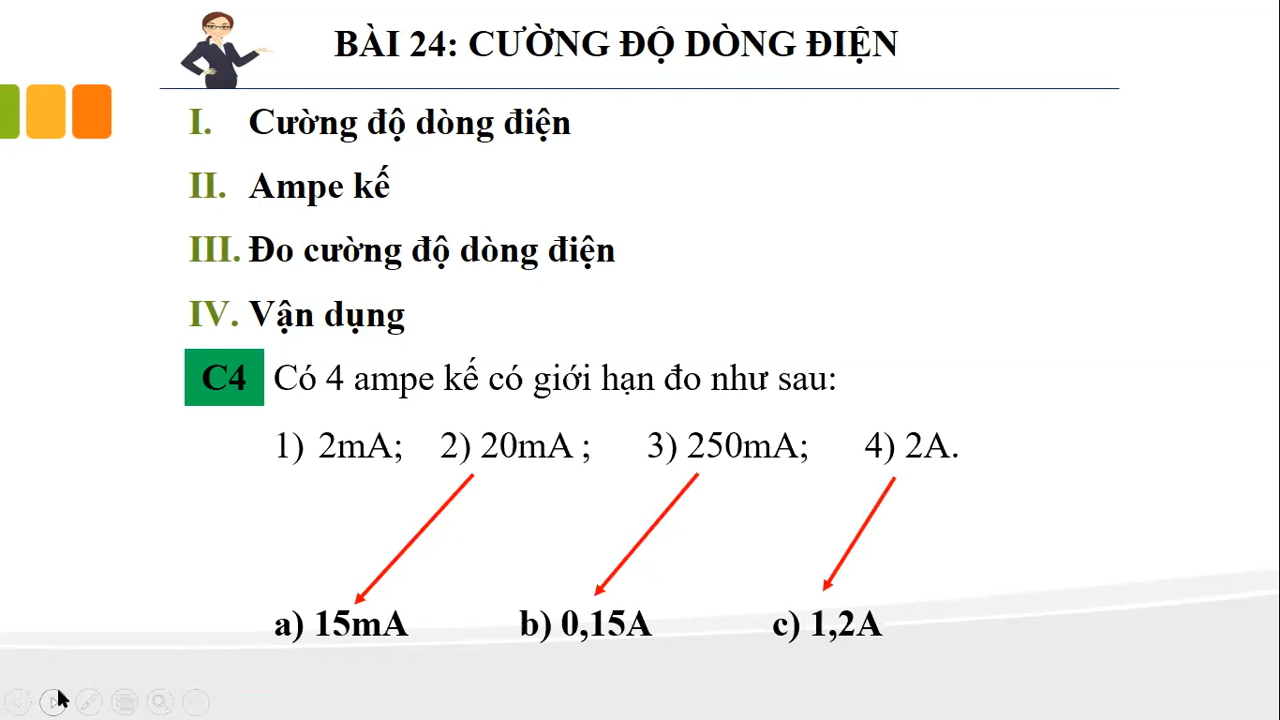 BÀI 24: CƯỜNG ĐỘ DÒNG ĐIỆN
I. Cường độ dòng điện
II. Ampe kế
III. Đo cường độ dòng điện
IV. Vận dụng
C4 Có 4 ampe kế có giới hạn đo như sau:
1) 2mA; 2) 20mA ; 3) 250mA; 4) 2A.
a) 15mA b) 0,15A c) 1,2A